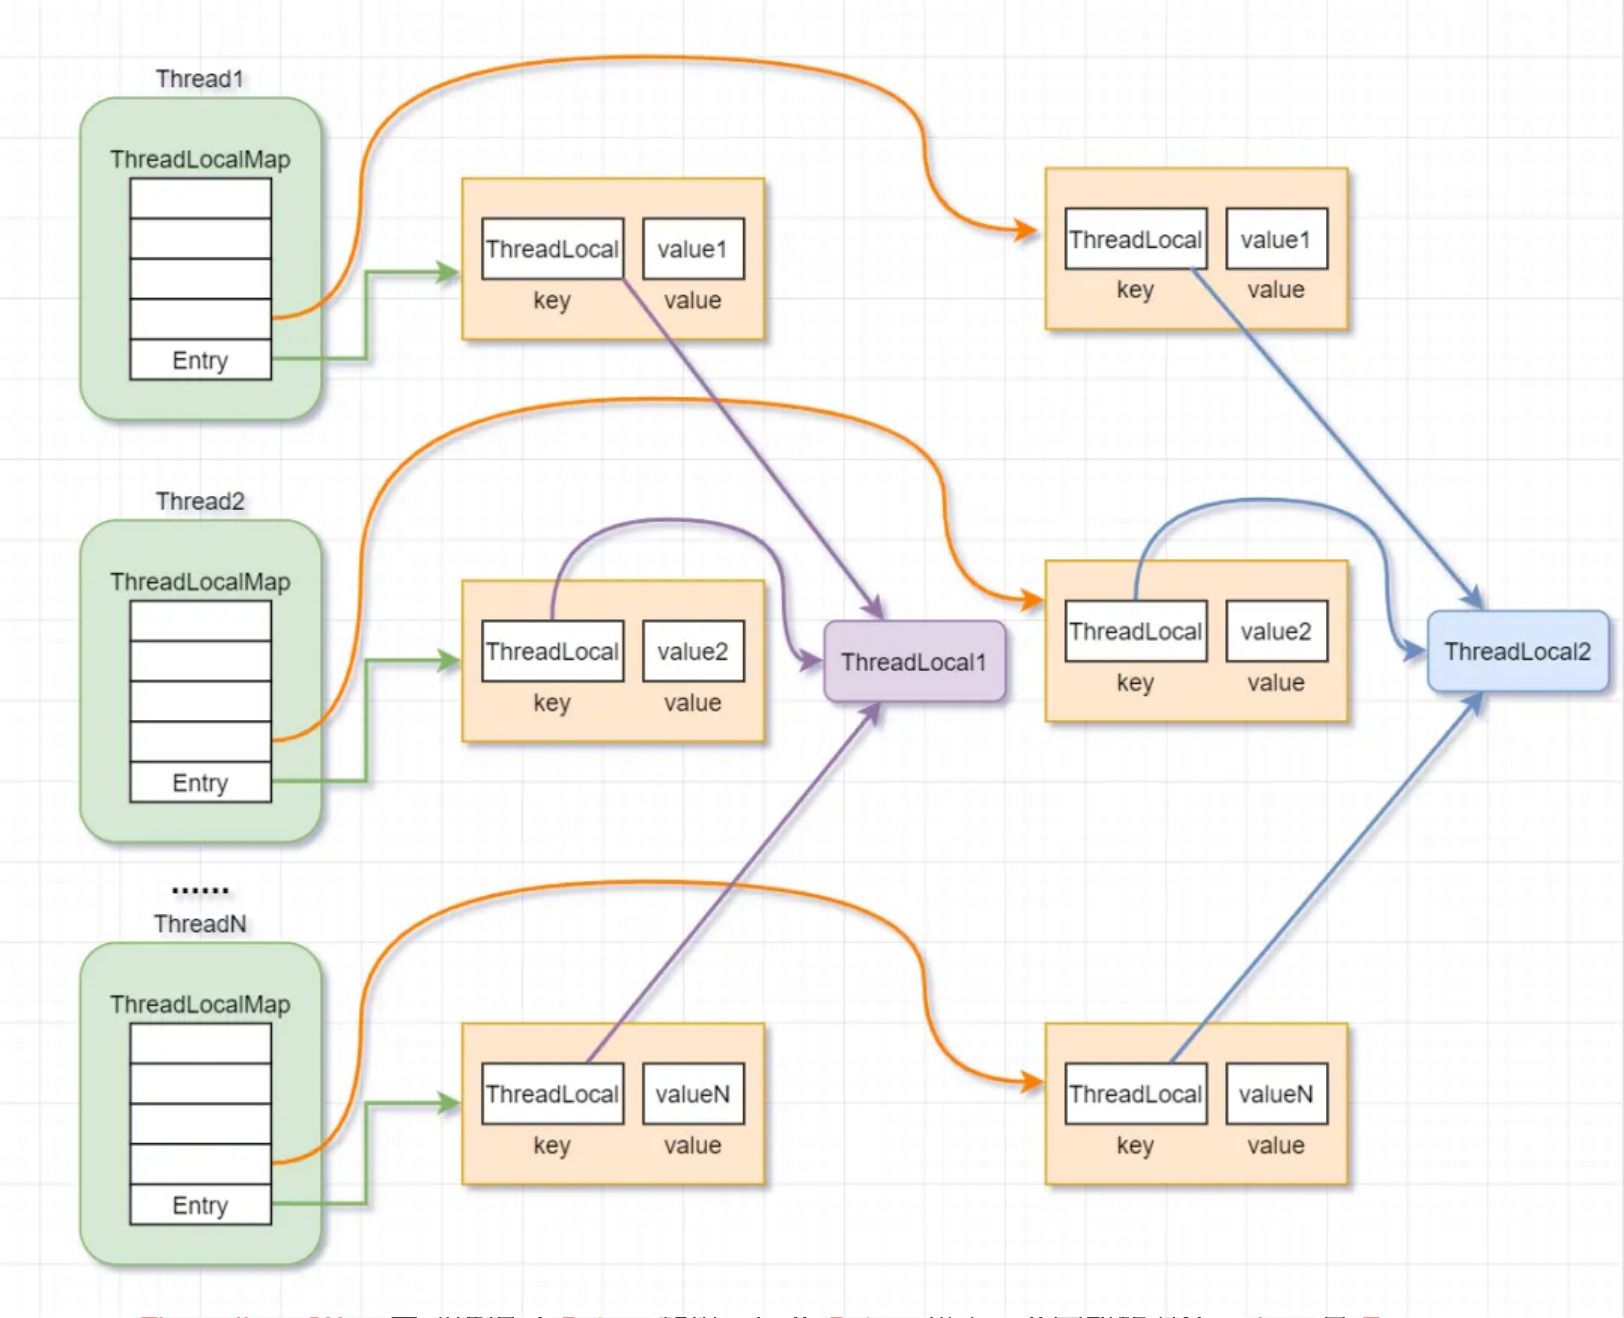 Thread1
ThreadLocalMap
Entry
ThreadLocal value1
key value
ThreadLocal value1
key value
Thread2
ThreadLocalMap
Entry
ThreadLocal value2
key value
ThreadLocal1
ThreadLocal value2
key value
ThreadLocal2
......
ThreadN
ThreadLocalMap
Entry
ThreadLocal valueN
key value
ThreadLocal valueN
key value